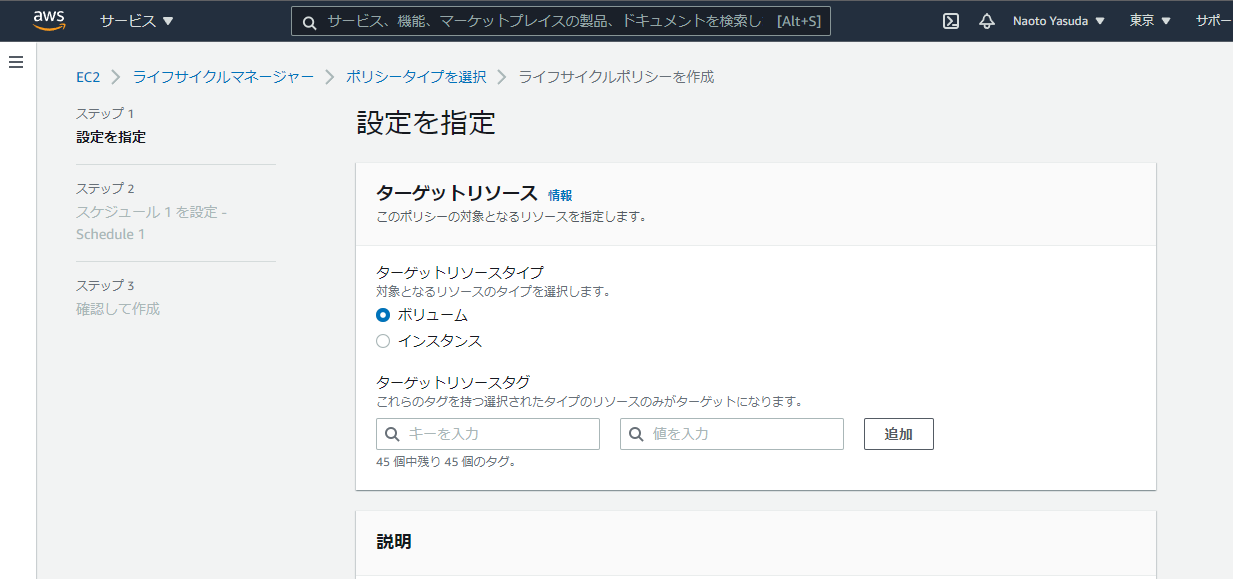 aws
サービス
サービス、機能、マーケットプレイスの製品、ドキュメントを検索し [Alt+S]
Naoto Yasuda
東京
サポー
EC2 > ライフサイクルマネージャー > ポリシータイプを選択 > ライフサイクルポリシーを作成
ステップ 1
設定を指定
ステップ 2
スケジュール 1 を設定 -
Schedule 1
ステップ 3
確認して作成
設定を指定
ターゲットリソース 情報
このポリシーの対象となるリソースを指定します。
ターゲットリソースタイプ
対象となるリソースのタイプを選択します。
ボリューム
インスタンス
ターゲットリソースタグ
これらのタグを持つ選択されたタイプのリソースのみがターゲットになります。
キーを入力
値を入力
追加
45 個中残り 45 個のタグ。
説明